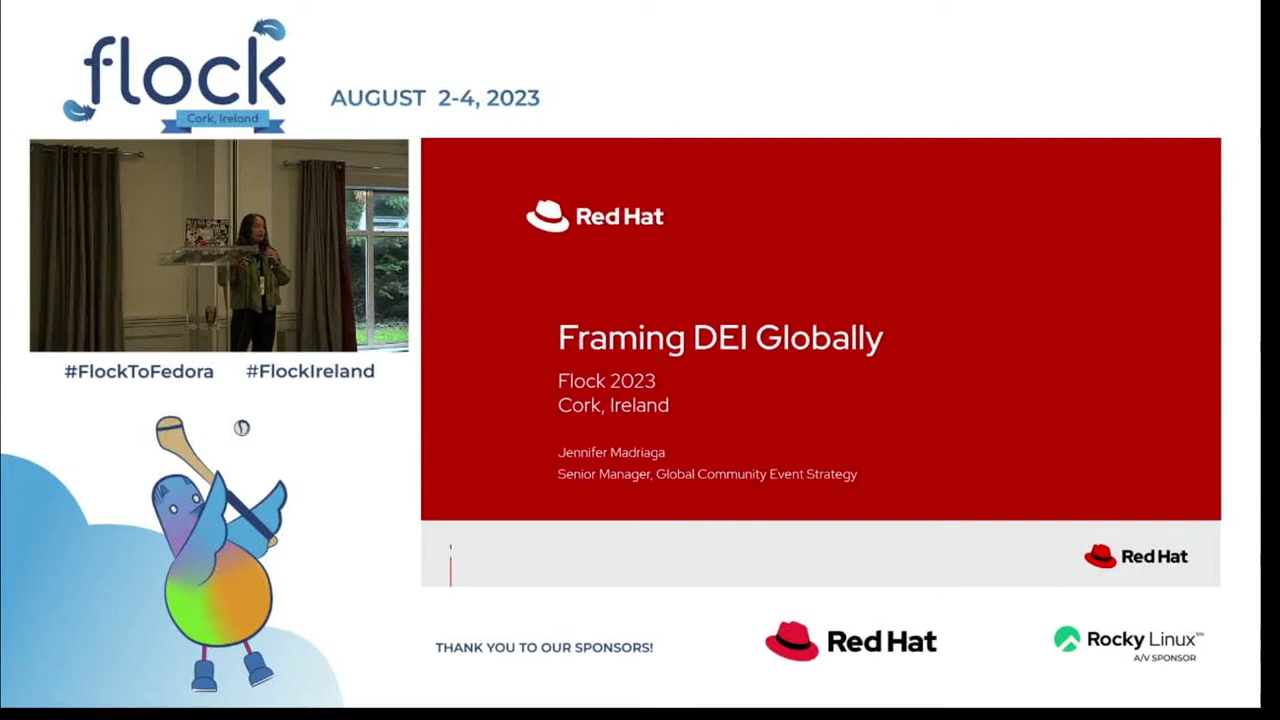 flock
Cork, Ireland
AUGUST 2-4, 2023
Red Hat
Framing DEI Globally
Flock 2023
Cork, Ireland
Jennifer Madriaga
Senior Manager, Global Community Event Strategy
Red Hat
#FlockToFedora #FlockIreland
THANK YOU TO OUR SPONSORS!
Red Hat
Rocky Linux™
A/V SPONSOR